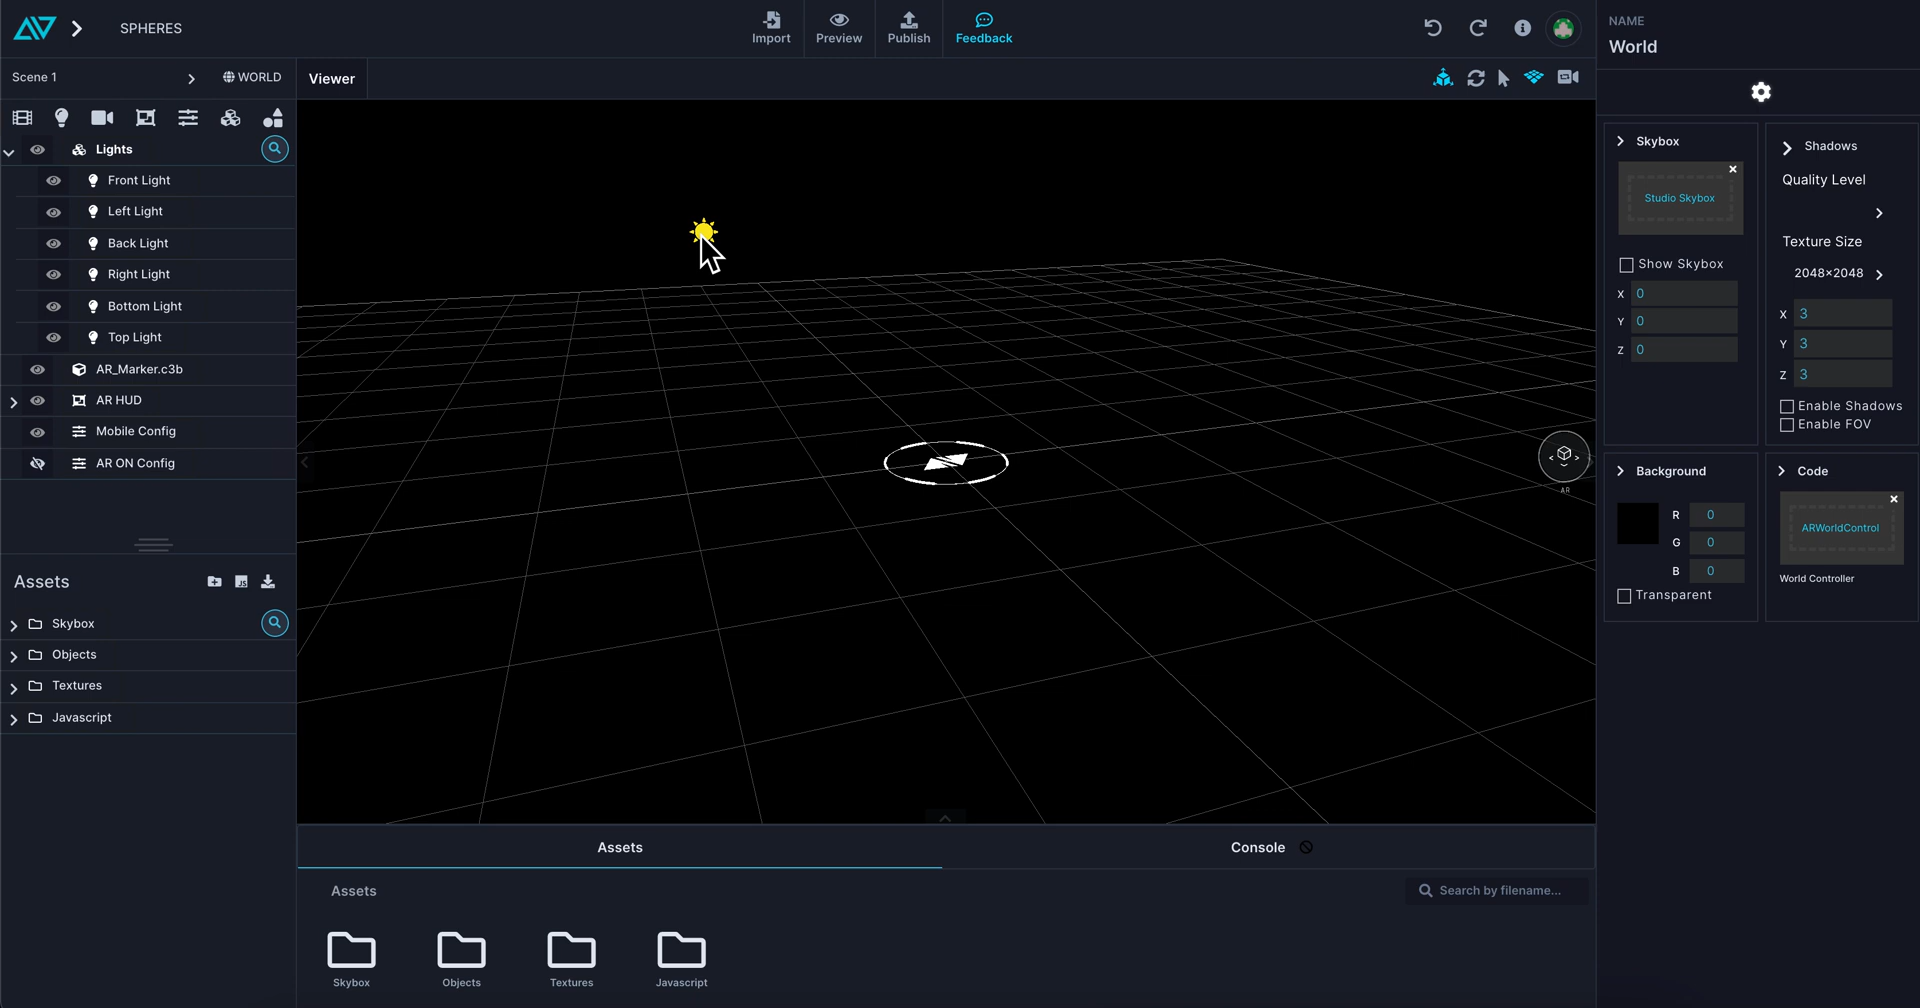 SPHERES
Import
Preview
Publish
Feedback
NAME
World
Scene 1
WORLD
Viewer
Lights
Front Light
Left Light
Back Light
Right Light
Bottom Light
Top Light
AR_Marker.c3b
AR HUD
Mobile Config
AR ON Config
Assets
JS
Skybox
Objects
Textures
Javascript
AR
Assets
Console
Assets
Search by filename...
Skybox
Objects
Textures
Javascript
Skybox
Studio Skybox
Show Skybox
X 0
Y 0
Z 0
Shadows
Quality Level
Texture Size
2048×2048
X 3
Y 3
Z 3
Enable Shadows
Enable FOV
Background
R 0
G 0
B 0
Transparent
Code
ARWorldControl
World Controller